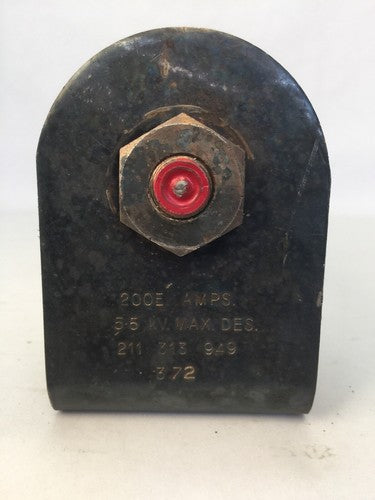 200E AMPS.
5·5 KV. MAX. DES.
211 313 949
372